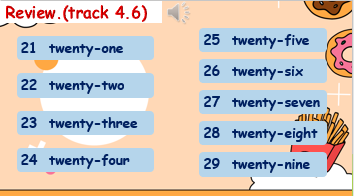 Review.(track 4.6)
21 twenty-one
22 twenty-two
23 twenty-three
24 twenty-four
25 twenty-five
26 twenty-six
27 twenty-seven
28 twenty-eight
29 twenty-nine